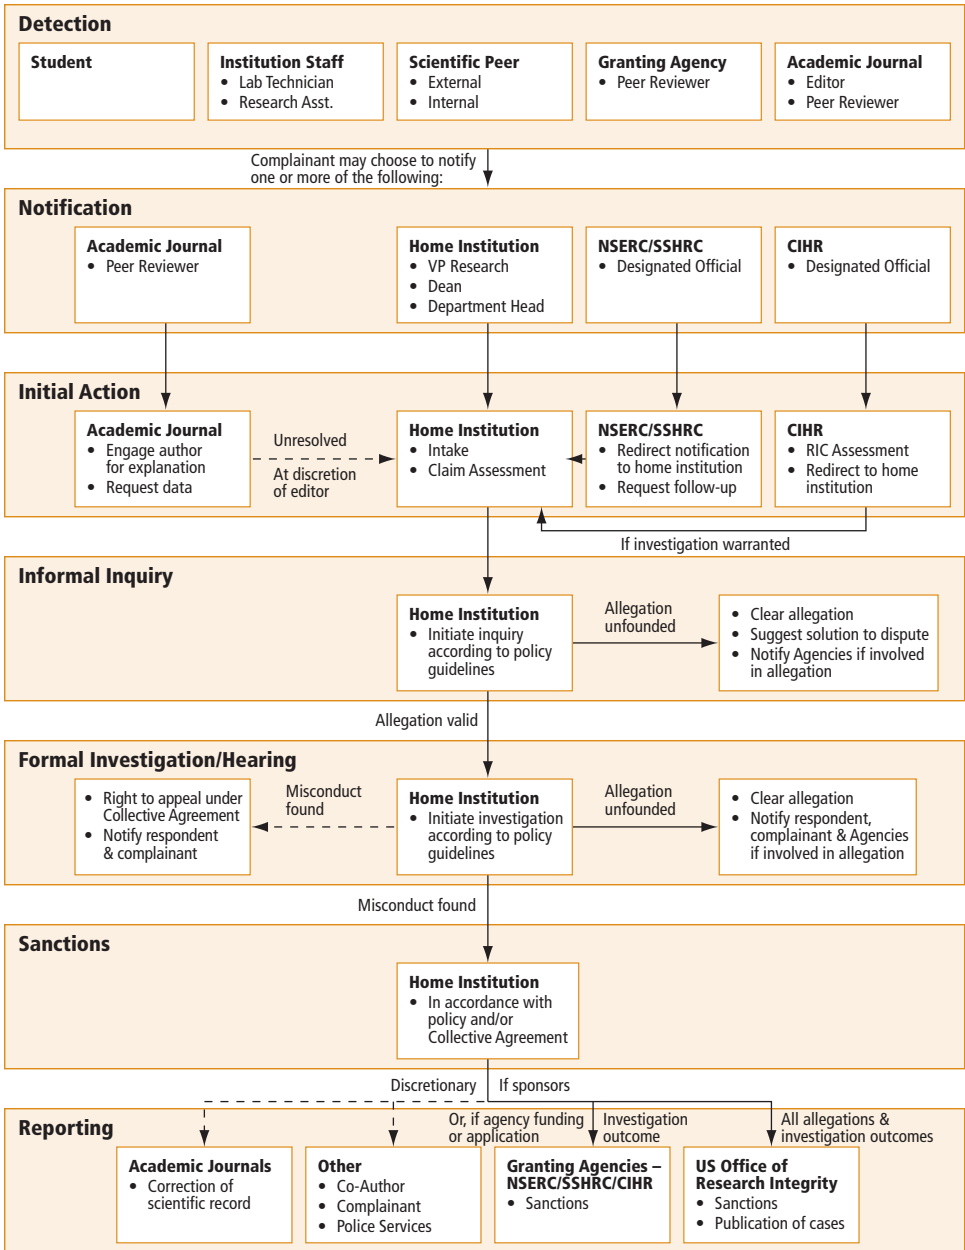 Detection
Student
Institution Staff
• Lab Technician
• Research Asst.
Scientific Peer
• External
• Internal
Granting Agency
• Peer Reviewer
Academic Journal
• Editor
• Peer Reviewer
Complainant may choose to notify
one or more of the following:
Notification
Academic Journal
• Peer Reviewer
Home Institution
• VP Research
• Dean
• Department Head
NSERC/SSHRC
• Designated Official
CIHR
• Designated Official
Initial Action
Academic Journal
• Engage author
for explanation
• Request data
Unresolved
At discretion
of editor
Home Institution
• Intake
• Claim Assessment
NSERC/SSHRC
• Redirect notification
to home institution
• Request follow-up
CIHR
• RIC Assessment
• Redirect to home
institution
If investigation warranted
Informal Inquiry
Home Institution
• Initiate inquiry
according to policy
guidelines
Allegation
unfounded
• Clear allegation
• Suggest solution to dispute
• Notify Agencies if involved
in allegation
Allegation valid
Formal Investigation/Hearing
• Right to appeal under
Collective Agreement
• Notify respondent
& complainant
Misconduct
found
Home Institution
• Initiate investigation
according to policy
guidelines
Allegation
unfounded
• Clear allegation
• Notify respondent,
complainant & Agencies
if involved in allegation
Misconduct found
Sanctions
Home Institution
• In accordance with
policy and/or
Collective Agreement
Discretionary
If sponsors
Reporting
Or, if agency funding
or application
Investigation
outcome
All allegations &
investigation outcomes
Academic Journals
• Correction of
scientific record
Other
• Co-Author
• Complainant
• Police Services
Granting Agencies –
NSERC/SSHRC/CIHR
• Sanctions
US Office of
Research Integrity
• Sanctions
• Publication of cases